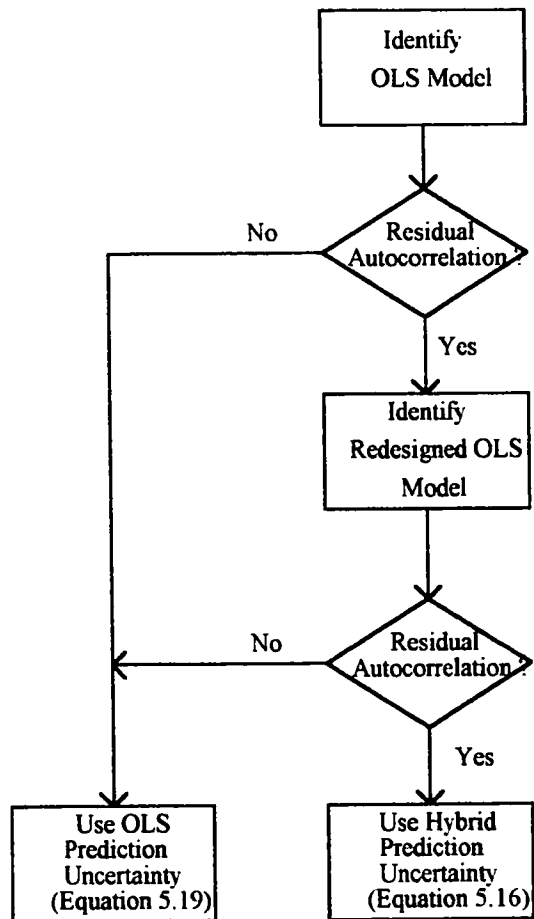 Identify
OLS Model
No
Residual
Autocorrelation ?
Yes
Identify
Redesigned OLS
Model
No
Residual
Autocorrelation ?
Yes
Use OLS
Prediction
Uncertainty
(Equation 5.19)
Use Hybrid
Prediction
Uncertainty
(Equation 5.16)